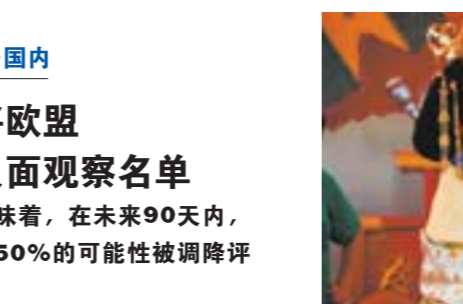 国内
欧盟
面观察名单
味着，在未来90天内，
50%的可能性被调降评